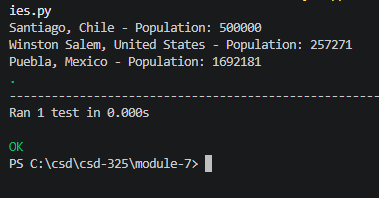 ies.py
Santiago, Chile - Population: 500000
Winston Salem, United States - Population: 257271
Puebla, Mexico - Population: 1692181
.
----------------------------------------------------
Ran 1 test in 0.000s
OK
PS C:\csd\csd-325\module-7>